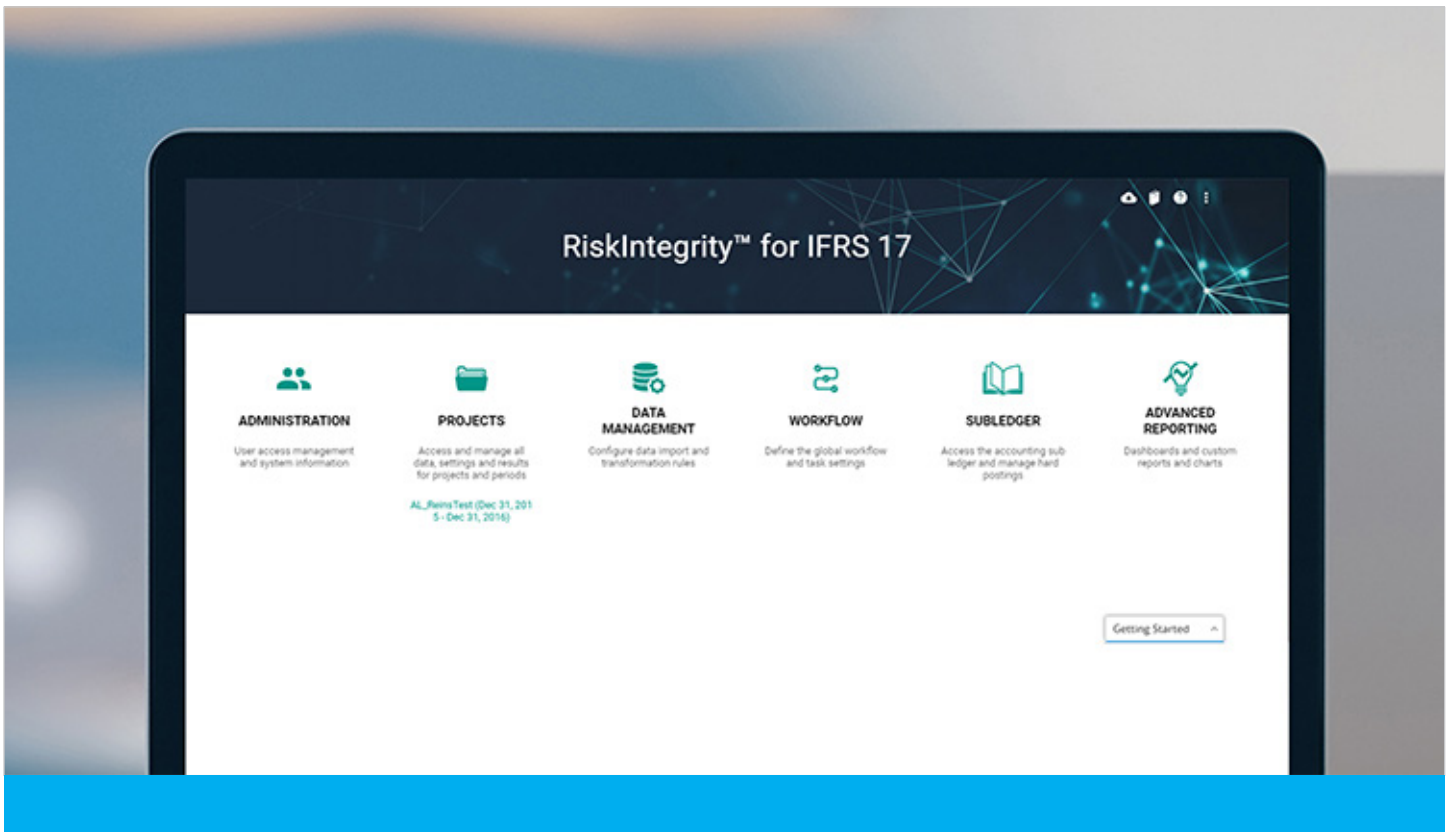 RiskIntegrity™ for IFRS 17
ADMINISTRATION
User access management
and system information
PROJECTS
Access and manage all
data, settings and results
for projects and periods
AL_ReinsTest (Dec 31, 201
5 - Dec 31, 2016)
DATA
MANAGEMENT
Configure data import and
transformation rules
WORKFLOW
Define the global workflow
and task settings
SUBLEDGER
Access the accounting sub
ledger and manage hard
postings
ADVANCED
REPORTING
Dashboards and custom
reports and charts
Getting Started